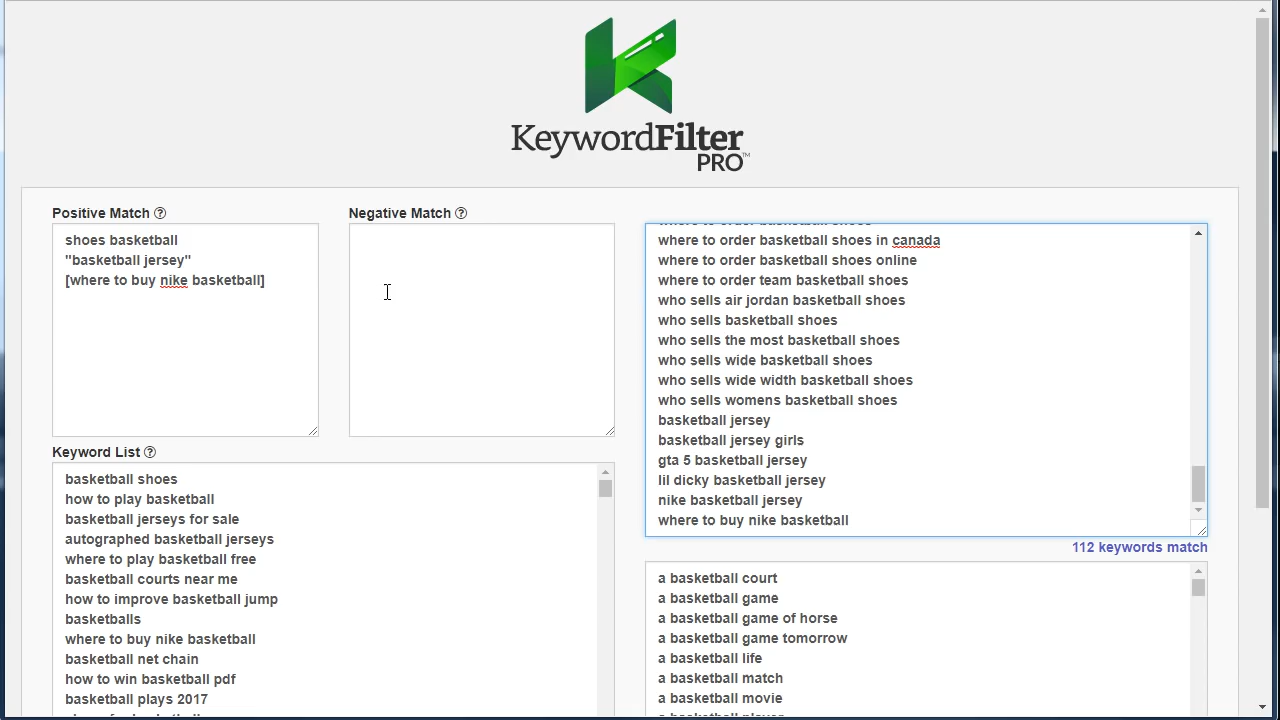 KeywordFilter
PRO™
Positive Match
shoes basketball
"basketball jersey"
[where to buy nike basketball]
Negative Match
where to order basketball shoes in canada
where to order basketball shoes online
where to order team basketball shoes
who sells air jordan basketball shoes
who sells basketball shoes
who sells the most basketball shoes
who sells wide basketball shoes
who sells wide width basketball shoes
who sells womens basketball shoes
basketball jersey
basketball jersey girls
gta 5 basketball jersey
lil dicky basketball jersey
nike basketball jersey
where to buy nike basketball
112 keywords match
Keyword List
basketball shoes
how to play basketball
basketball jerseys for sale
autographed basketball jerseys
where to play basketball free
basketball courts near me
how to improve basketball jump
basketballs
where to buy nike basketball
basketball net chain
how to win basketball pdf
basketball plays 2017
a basketball court
a basketball game
a basketball game of horse
a basketball game tomorrow
a basketball life
a basketball match
a basketball movie